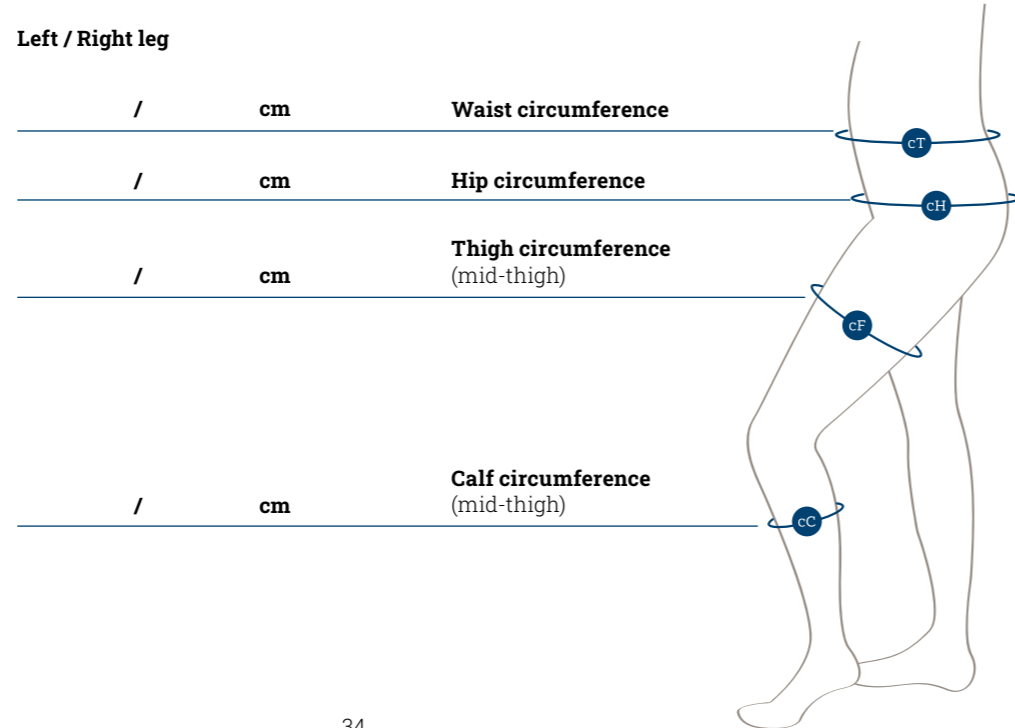 Left / Right leg
/ cm Waist circumference
cT
/ cm Hip circumference
cH
Thigh circumference
/ cm (mid-thigh)
cF
Calf circumference
/ cm (mid-thigh)
cC
34